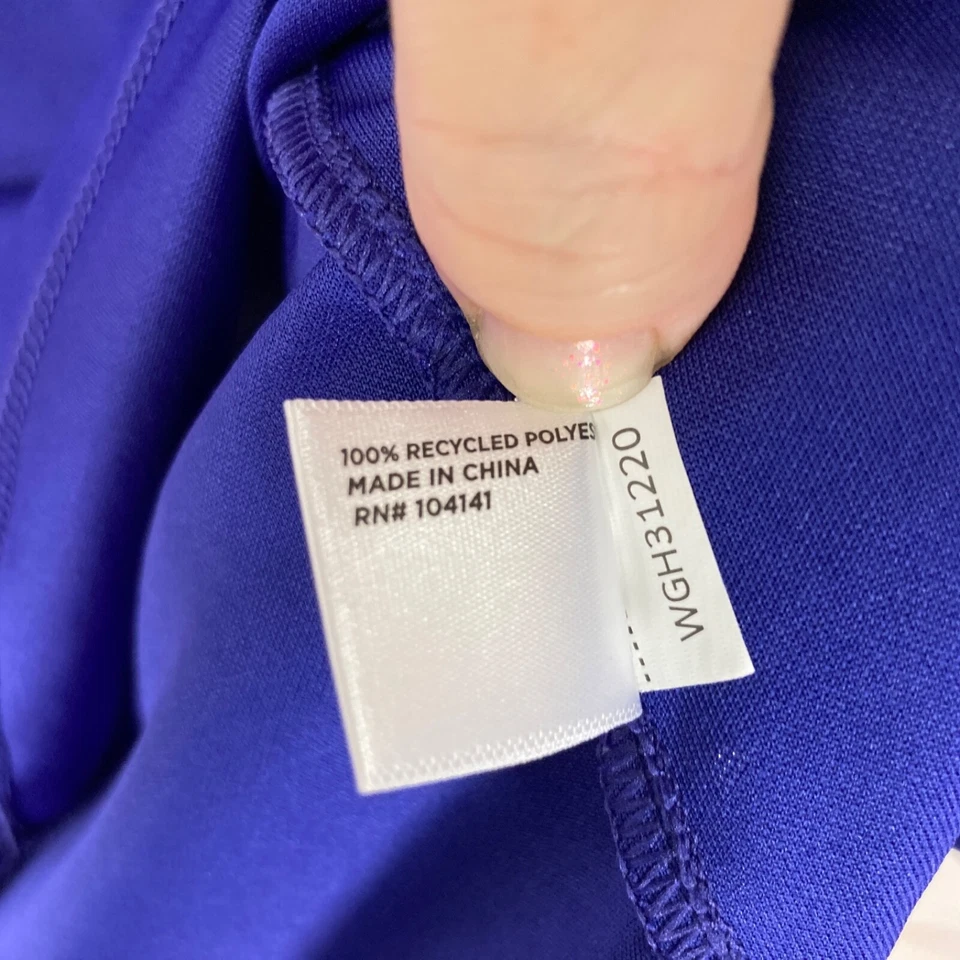 100% RECYCLED POLYES
MADE IN CHINA
RN# 104141
WGH31220